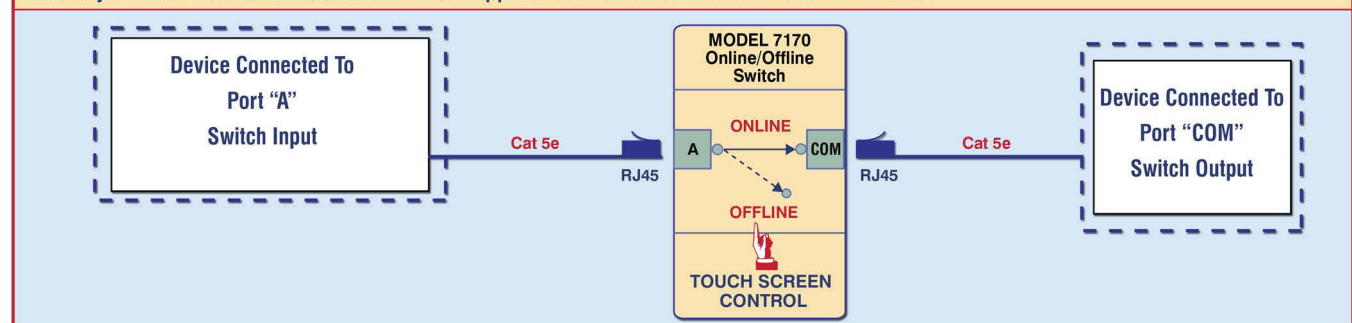 Device Connected To
Port “A”
Switch Input
Cat 5e
RJ45
MODEL 7170
Online/Offline
Switch
ONLINE
A
COM
OFFLINE
TOUCH SCREEN
CONTROL
RJ45
Cat 5e
Device Connected To
Port “COM”
Switch Output